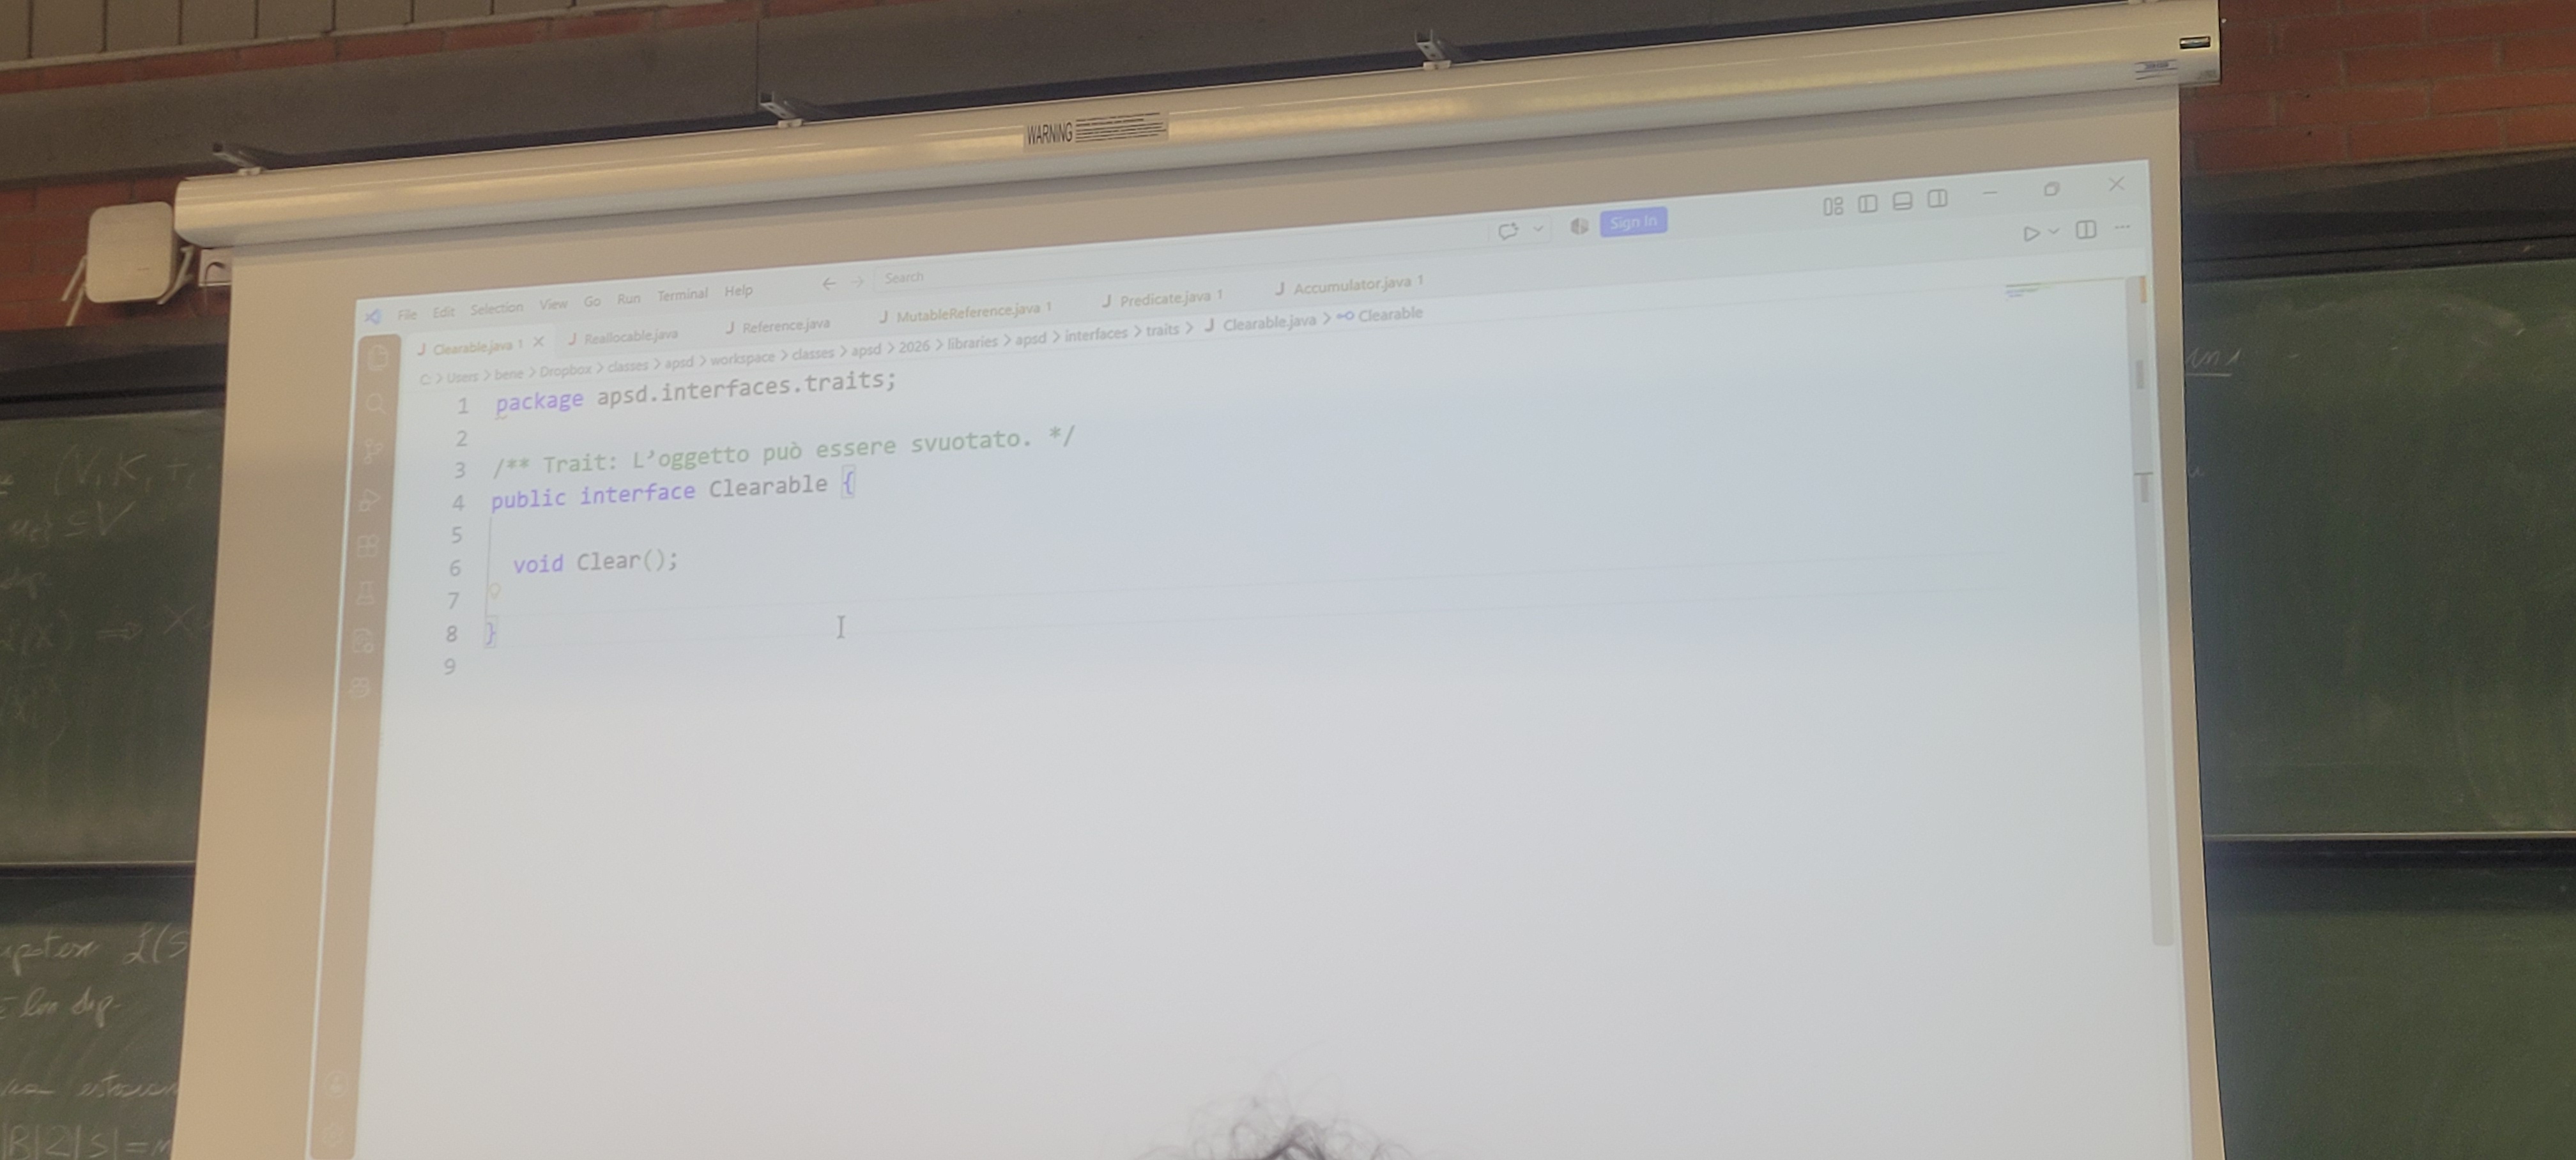 WARNING
Sign In
File Edit Selection View Go Run Terminal Help
Search
Clearable.java 1
Reallocable.java
Reference.java
MutableReference.java 1
Predicate.java 1
Accumulator.java 1
C: > Users > bene > Dropbox > classes > apsd > workspace > classes > apsd > 2026 > libraries > apsd > interfaces > traits > J Clearable.java > Clearable
1 package apsd.interfaces.traits;
2
3 /** Trait: L'oggetto può essere svuotato. */
4 public interface Clearable {
5
6 void Clear();
7
8 }
9